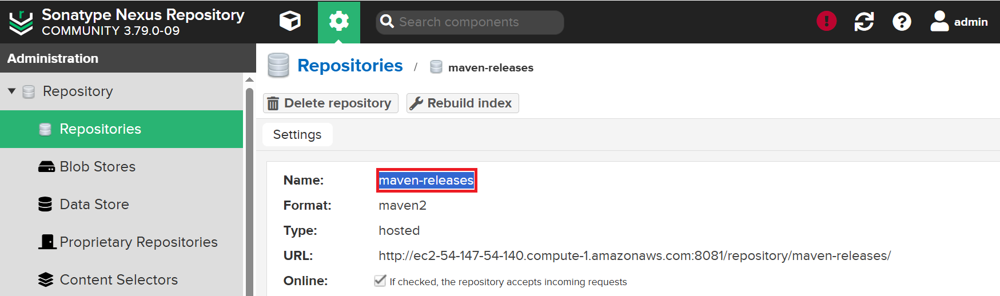 Sonatype Nexus Repository
COMMUNITY 3.79.0-09
Search components
admin
Administration
Repository
Repositories
Blob Stores
Data Store
Proprietary Repositories
Content Selectors
Repositories / maven-releases
Delete repository Rebuild index
Settings
Name: maven-releases
Format: maven2
Type: hosted
URL: http://ec2-54-147-54-140.compute-1.amazonaws.com:8081/repository/maven-releases/
Online: If checked, the repository accepts incoming requests